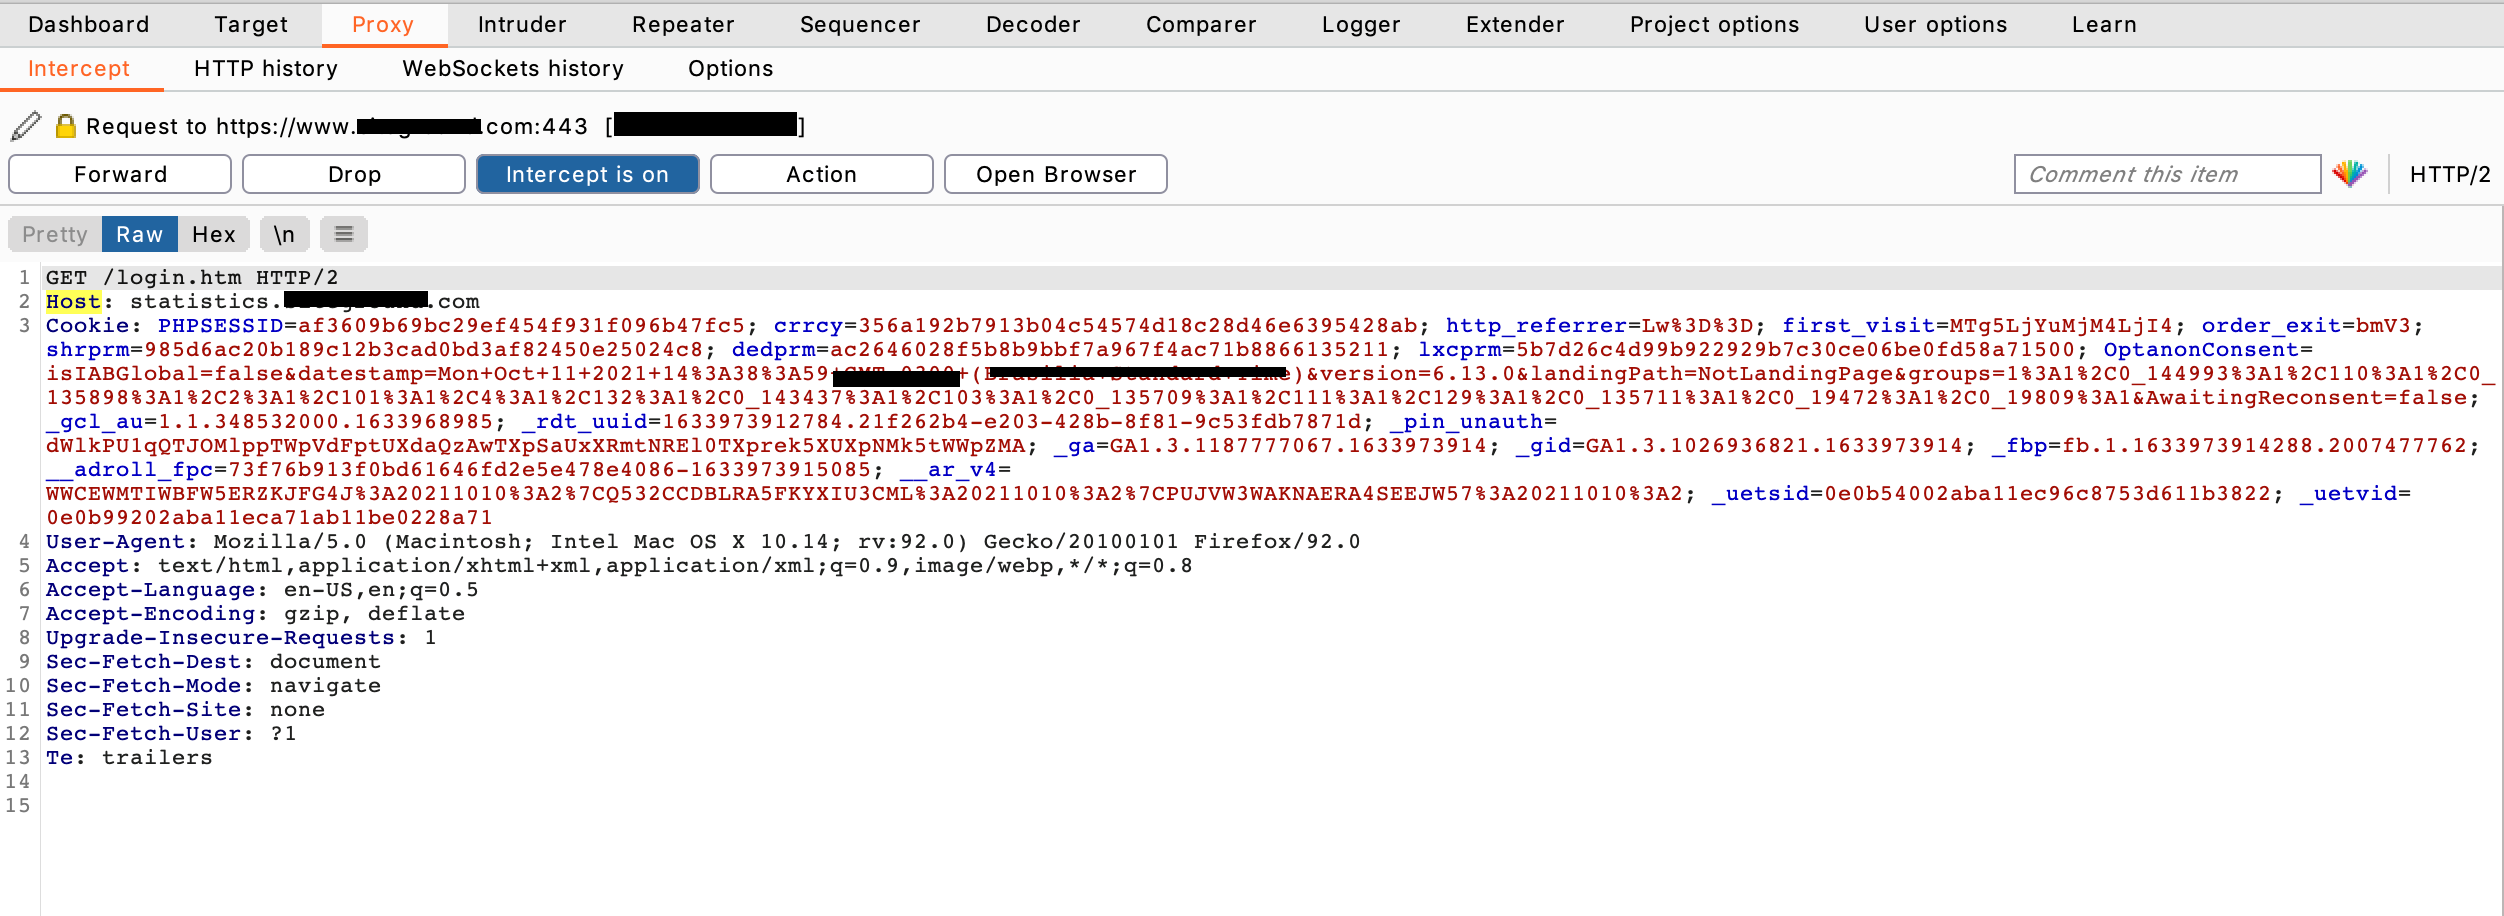 Dashboard Target Proxy Intruder Repeater Sequencer Decoder Comparer Logger Extender Project options User options Learn
Intercept HTTP history WebSockets history Options
Request to https://www. .com:443 [ ]
Forward Drop Intercept is on Action Open Browser Comment this item HTTP/2
Pretty Raw Hex \n
1 GET /login.htm HTTP/2
2 Host: statistics. .com
3 Cookie: PHPSESSID=af3609b69bc29ef454f931f096b47fc5; crrcy=356a192b7913b04c54574d18c28d46e6395428ab; http_referrer=Lw%3D%3D; first_visit=MTg5LjYuMjM4LjI4; order_exit=bmV3;
shrprm=985d6ac20b189c12b3cad0bd3af82450e25024c8; dedprm=ac2646028f5b8b9bbf7a967f4ac71b8866135211; lxcprm=5b7d26c4d99b922929b7c30ce06be0fd58a71500; OptanonConsent=
isIABGlobal=false&datestamp=Mon+Oct+11+2021+14%3A38%3A59 +( )&version=6.13.0&landingPath=NotLandingPage&groups=1%3A1%2C0_144993%3A1%2C110%3A1%2C0_
135898%3A1%2C2%3A1%2C101%3A1%2C4%3A1%2C132%3A1%2C0_143437%3A1%2C103%3A1%2C0_135709%3A1%2C111%3A1%2C129%3A1%2C0_135711%3A1%2C0_19472%3A1%2C0_19809%3A1&AwaitingReconsent=false;
_gcl_au=1.1.348532000.1633968985; _rdt_uuid=1633973912784.21f262b4-e203-428b-8f81-9c53fdb7871d; _pin_unauth=
dWlkPU1qQTJOMlppTWpVdFptUXdaQzAwTXpSaUxXRmtNREl0TXprek5XUXpNMk5tWWpZMA; _ga=GA1.3.1187777067.1633973914; _gid=GA1.3.1026936821.1633973914; _fbp=fb.1.1633973914288.2007477762;
__adroll_fpc=73f76b913f0bd61646fd2e5e478e4086-1633973915085; __ar_v4=
WWCEWMTIWBFW5ERZKJFG4J%3A20211010%3A2%7CQ532CCDBLRA5FKYXIU3CML%3A20211010%3A2%7CPUJVW3WAKNAERA4SEEJW57%3A20211010%3A2; _uetsid=0e0b54002aba11ec96c8753d611b3822; _uetvid=
0e0b99202aba11eca71ab11be0228a71
4 User-Agent: Mozilla/5.0 (Macintosh; Intel Mac OS X 10.14; rv:92.0) Gecko/20100101 Firefox/92.0
5 Accept: text/html,application/xhtml+xml,application/xml;q=0.9,image/webp,*/*;q=0.8
6 Accept-Language: en-US,en;q=0.5
7 Accept-Encoding: gzip, deflate
8 Upgrade-Insecure-Requests: 1
9 Sec-Fetch-Dest: document
10 Sec-Fetch-Mode: navigate
11 Sec-Fetch-Site: none
12 Sec-Fetch-User: ?1
13 Te: trailers
14
15